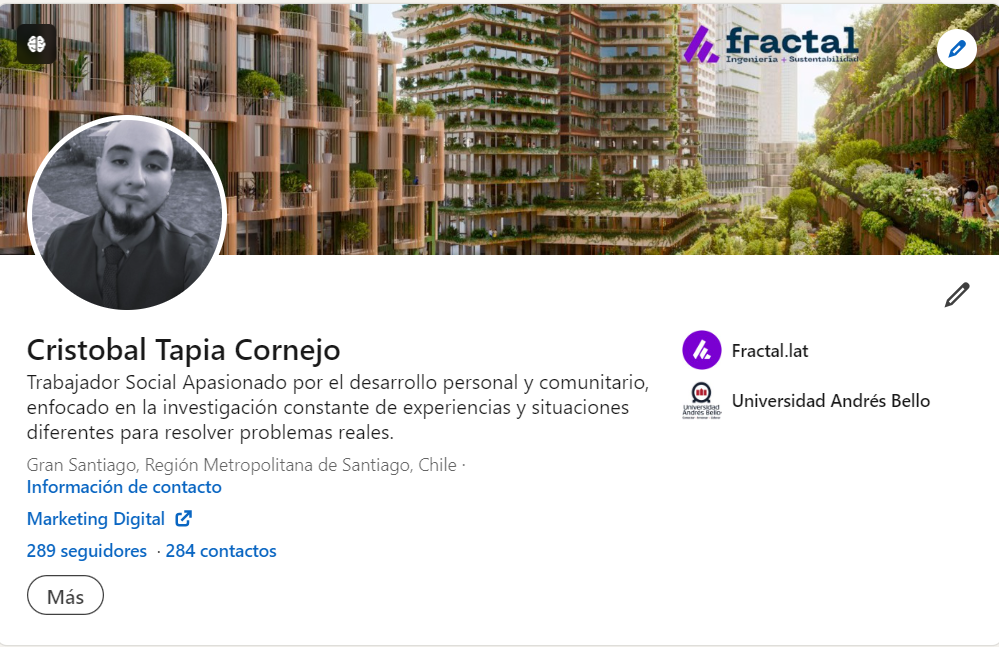 fractal
Ingeniería + Sustentabilidad
Cristobal Tapia Cornejo
Trabajador Social Apasionado por el desarrollo personal y comunitario,
enfocado en la investigación constante de experiencias y situaciones
diferentes para resolver problemas reales.
Gran Santiago, Región Metropolitana de Santiago, Chile ·
Información de contacto
Marketing Digital
289 seguidores · 284 contactos
Más
Fractal.lat
Universidad
Andrés Bello
Universidad Andrés Bello